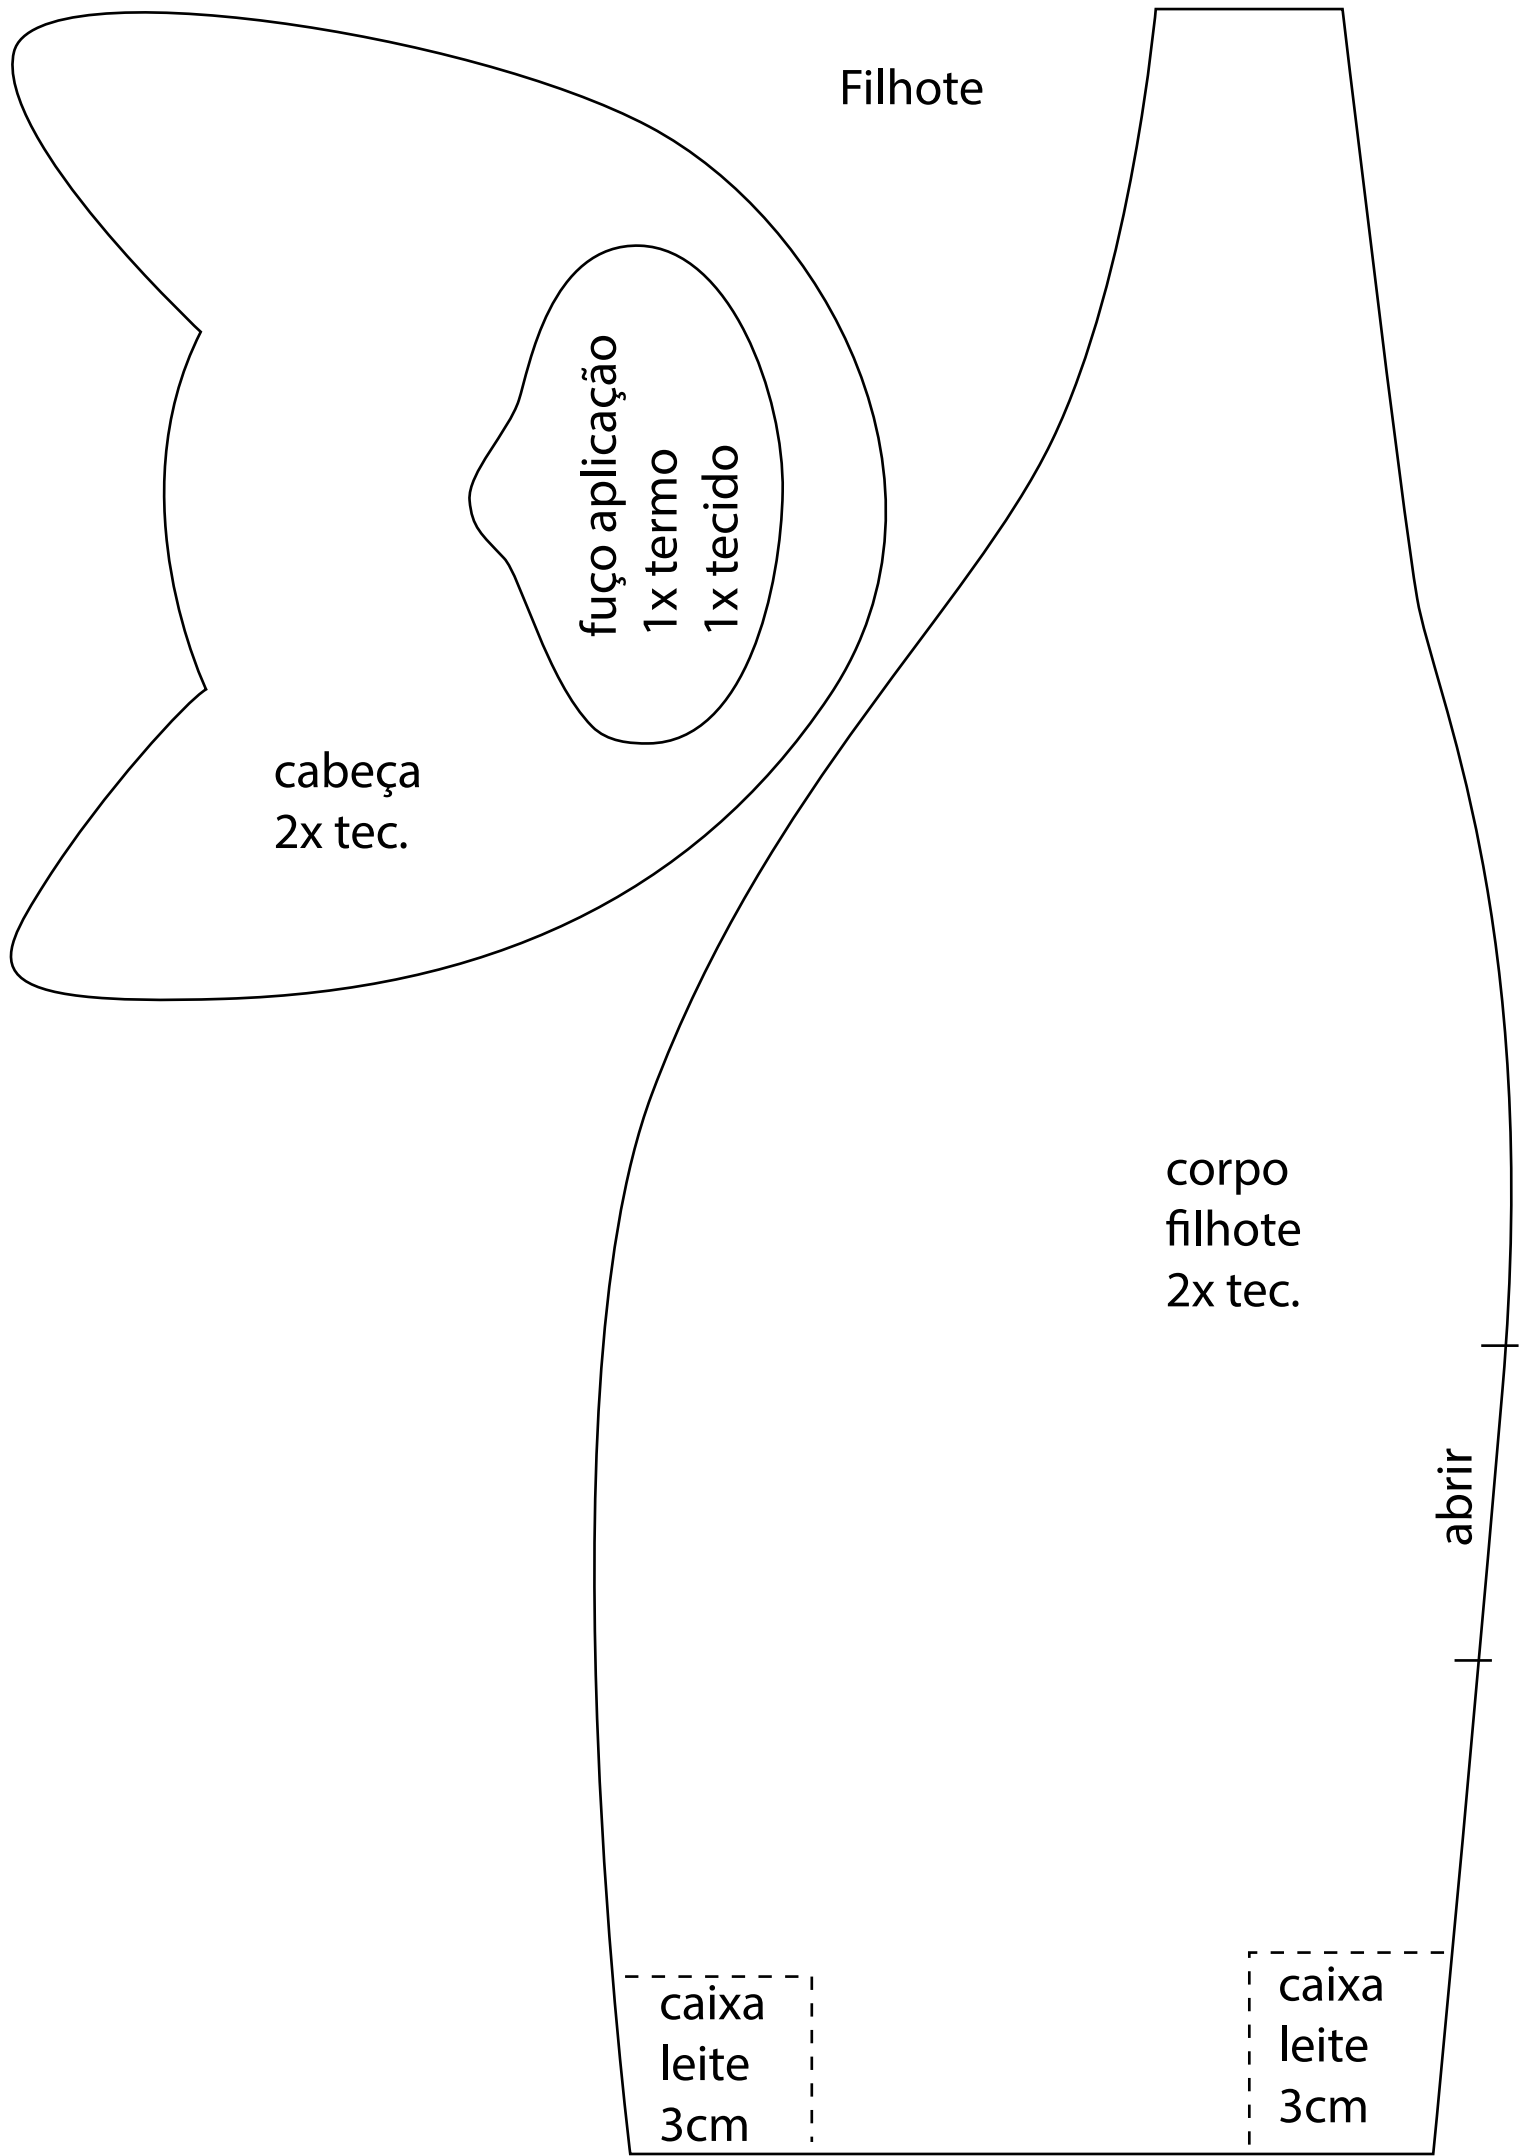 Filhote
fuço aplicação
1x termo
1x tecido
cabeça
2x tec.
corpo
filhote
2x tec.
abrir
caixa
leite
3cm
caixa
leite
3cm